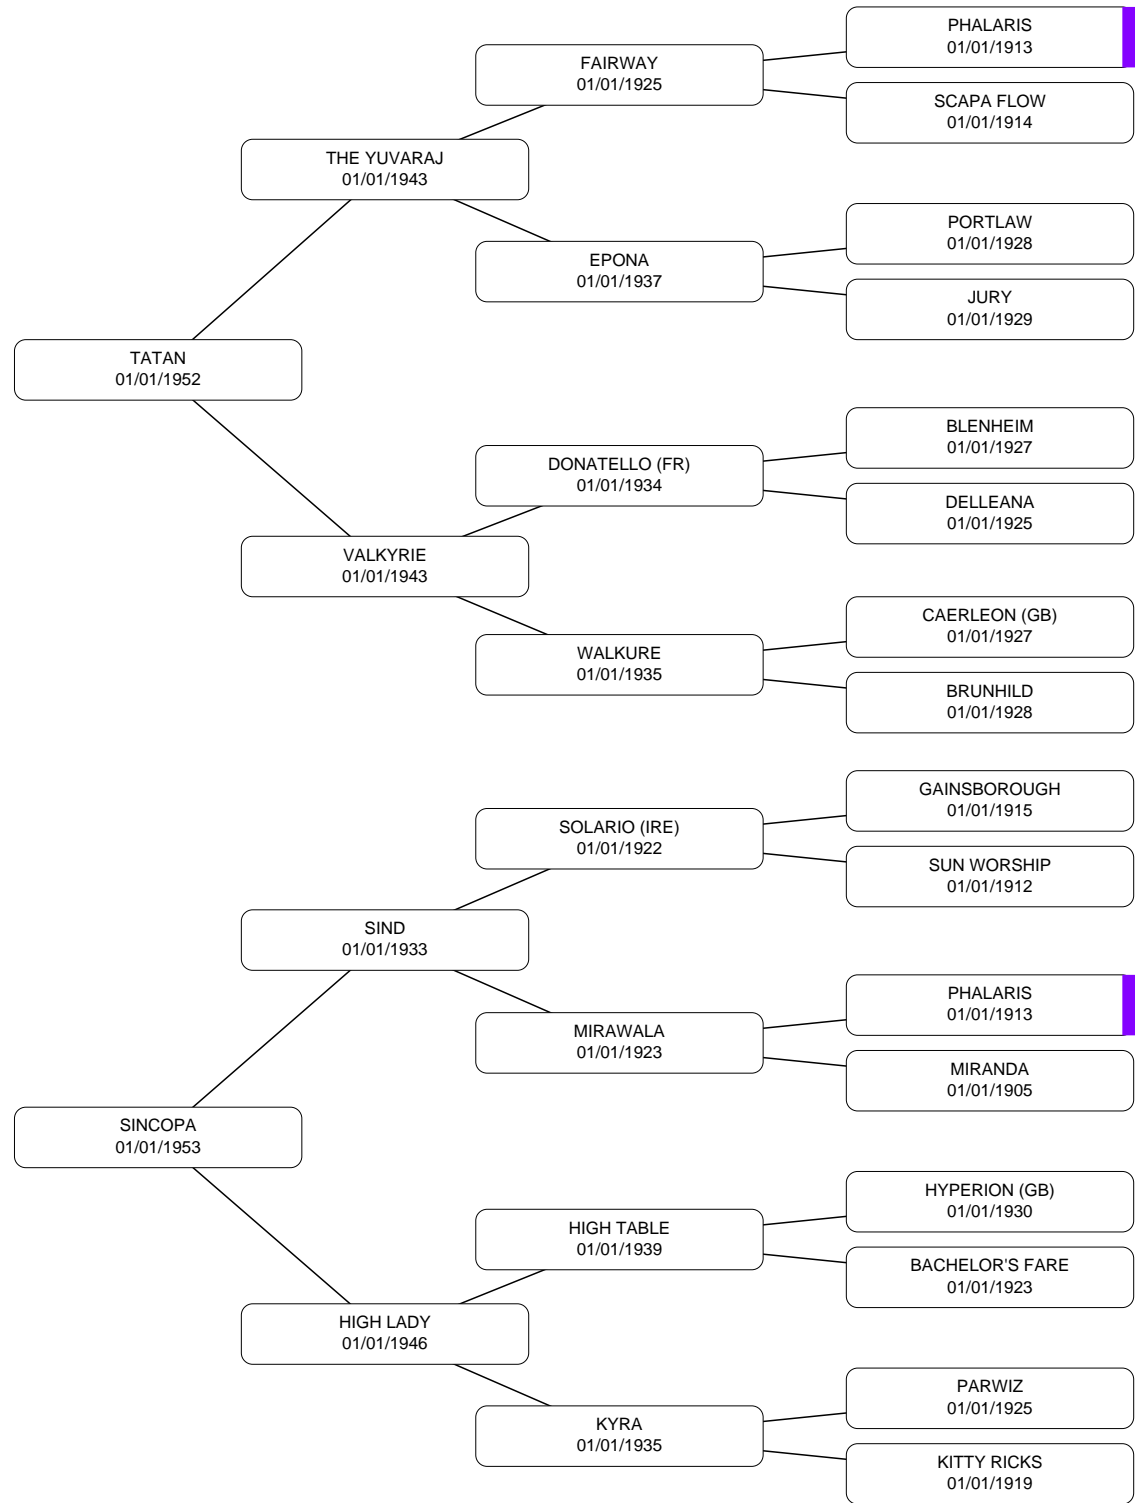 PHALARIS
01/01/1913
FAIRWAY
01/01/1925
SCAPA FLOW
01/01/1914
THE YUVARAJ
01/01/1943
PORTLAW
01/01/1928
EPONA
01/01/1937
JURY
01/01/1929
TATAN
01/01/1952
BLENHEIM
01/01/1927
DONATELLO (FR)
01/01/1934
DELLEANA
01/01/1925
VALKYRIE
01/01/1943
CAERLEON (GB)
01/01/1927
WALKURE
01/01/1935
BRUNHILD
01/01/1928
GAINSBOROUGH
01/01/1915
SOLARIO (IRE)
01/01/1922
SUN WORSHIP
01/01/1912
SIND
01/01/1933
PHALARIS
01/01/1913
MIRAWALA
01/01/1923
MIRANDA
01/01/1905
SINCOPA
01/01/1953
HYPERION (GB)
01/01/1930
HIGH TABLE
01/01/1939
BACHELOR'S FARE
01/01/1923
HIGH LADY
01/01/1946
PARWIZ
01/01/1925
KYRA
01/01/1935
KITTY RICKS
01/01/1919